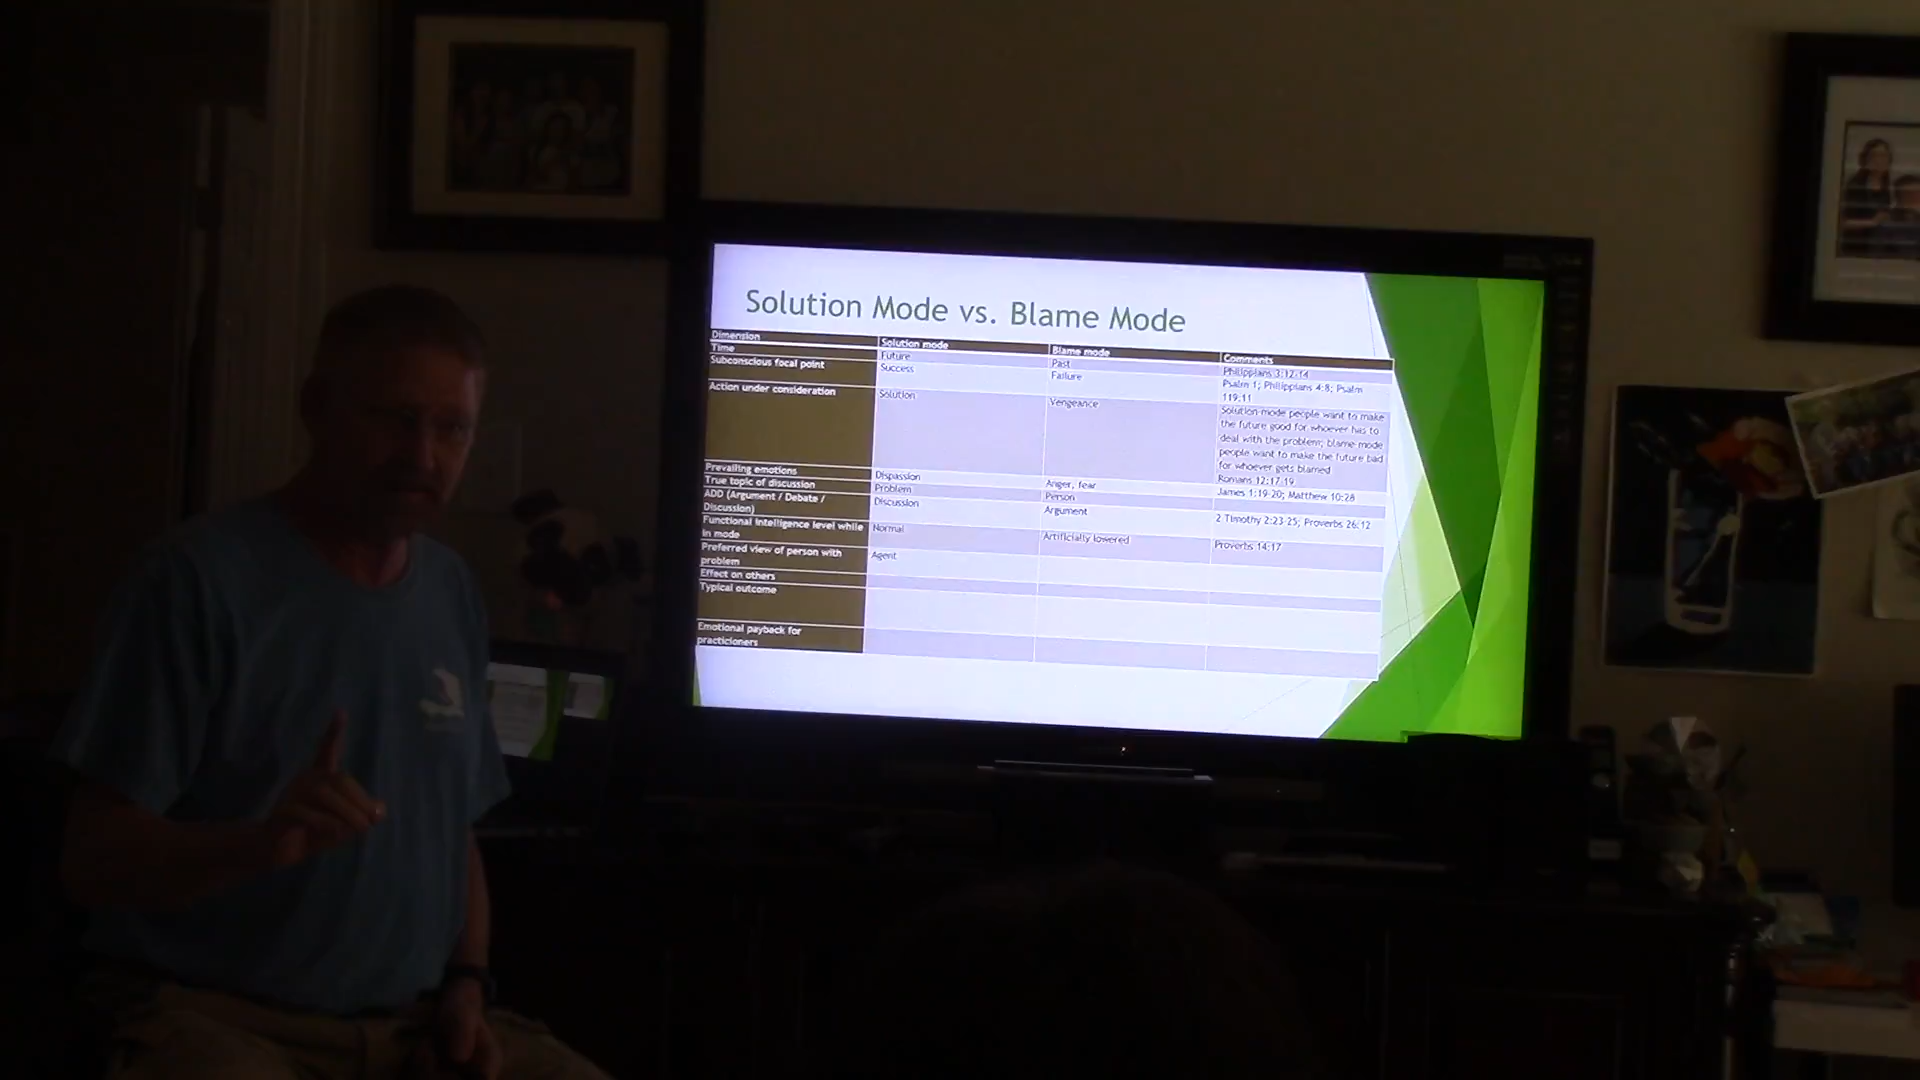 Solution Mode vs. Blame Mode
Dimension Solution mode Blame mode Comments
Time Future Past Philippians 3:12-14
Subconscious focal point Success Failure Psalm 1; Philippians 4:8; Psalm
119:11
Action under consideration Solution Vengeance Solution-mode people want to make
the future good for whoever has to
deal with the problem; blame-mode
people want to make the future bad
for whoever gets blamed
Romans 12:17-19
Prevailing emotions Dispassion Anger, fear James 1:19-20; Matthew 10:28
True topic of discussion Problem Person
ADD (Argument / Debate / Discussion Argument 2 Timothy 2:23-25; Proverbs 26:12
Discussion)
Functional intelligence level while Normal Artificially lowered Proverbs 14:17
in mode
Preferred view of person with Agent
problem
Effect on others
Typical outcome
Emotional payback for
practicioners